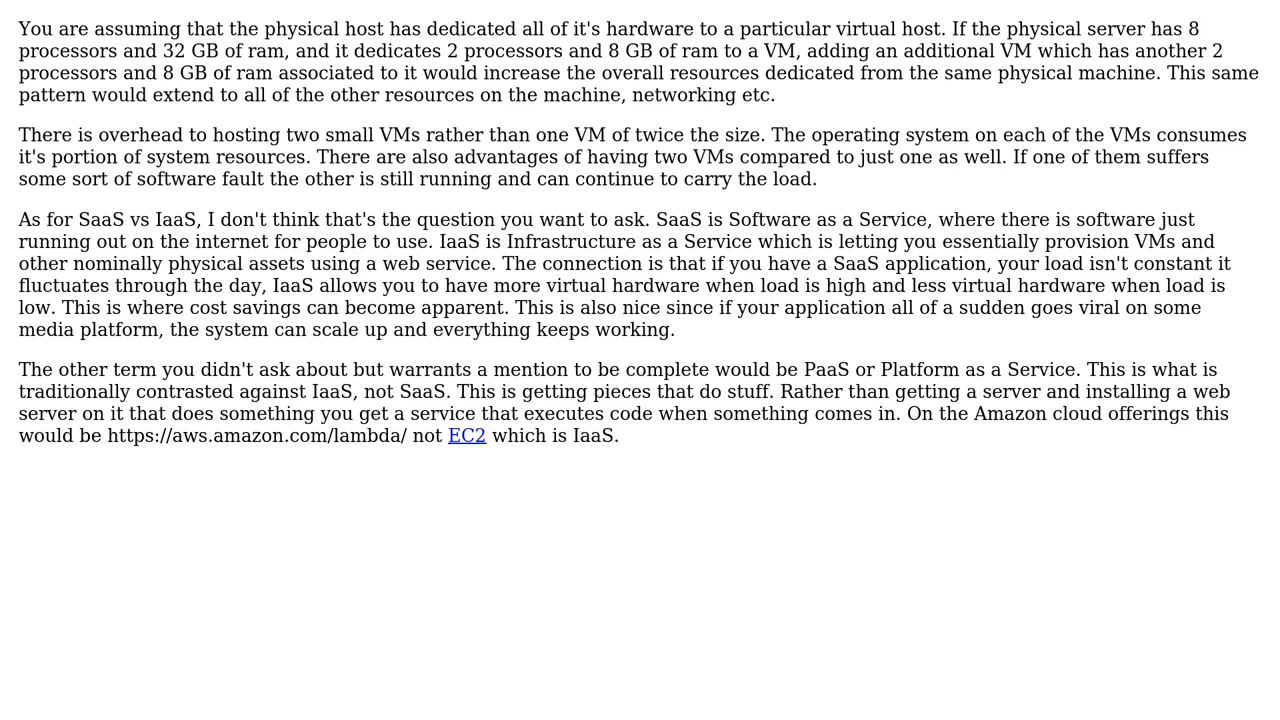 You are assuming that the physical host has dedicated all of it's hardware to a particular virtual host. If the physical server has 8
processors and 32 GB of ram, and it dedicates 2 processors and 8 GB of ram to a VM, adding an additional VM which has another 2
processors and 8 GB of ram associated to it would increase the overall resources dedicated from the same physical machine. This same
pattern would extend to all of the other resources on the machine, networking etc.
There is overhead to hosting two small VMs rather than one VM of twice the size. The operating system on each of the VMs consumes
it's portion of system resources. There are also advantages of having two VMs compared to just one as well. If one of them suffers
some sort of software fault the other is still running and can continue to carry the load.
As for SaaS vs IaaS, I don't think that's the question you want to ask. SaaS is Software as a Service, where there is software just
running out on the internet for people to use. IaaS is Infrastructure as a Service which is letting you essentially provision VMs and
other nominally physical assets using a web service. The connection is that if you have a SaaS application, your load isn't constant it
fluctuates through the day, IaaS allows you to have more virtual hardware when load is high and less virtual hardware when load is
low. This is where cost savings can become apparent. This is also nice since if your application all of a sudden goes viral on some
media platform, the system can scale up and everything keeps working.
The other term you didn't ask about but warrants a mention to be complete would be PaaS or Platform as a Service. This is what is
traditionally contrasted against IaaS, not SaaS. This is getting pieces that do stuff. Rather than getting a server and installing a web
server on it that does something you get a service that executes code when something comes in. On the Amazon cloud offerings this
would be https://aws.amazon.com/lambda/ not EC2 which is IaaS.